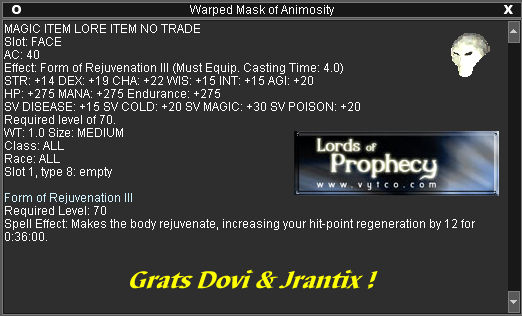 O Warped Mask of Animosity X
MAGIC ITEM LORE ITEM NO TRADE
Slot: FACE
AC: 40
Effect: Form of Rejuvenation III (Must Equip. Casting Time: 4.0)
STR: +14 DEX: +19 CHA: +22 WIS: +15 INT: +15 AGI: +20
HP: +275 MANA: +275 Endurance: +275
SV DISEASE: +15 SV COLD: +20 SV MAGIC: +30 SV POISON: +20
Required level of 70.
WT: 1.0 Size: MEDIUM
Class: ALL
Race: ALL
Slot 1, type 8: empty
Lords of
Prophecy
www.vytco.com
Form of Rejuvenation III
Required Level: 70
Spell Effect: Makes the body rejuvenate, increasing your hit-point regeneration by 12 for
0:36:00.
Grats Dovi & Jrantix !